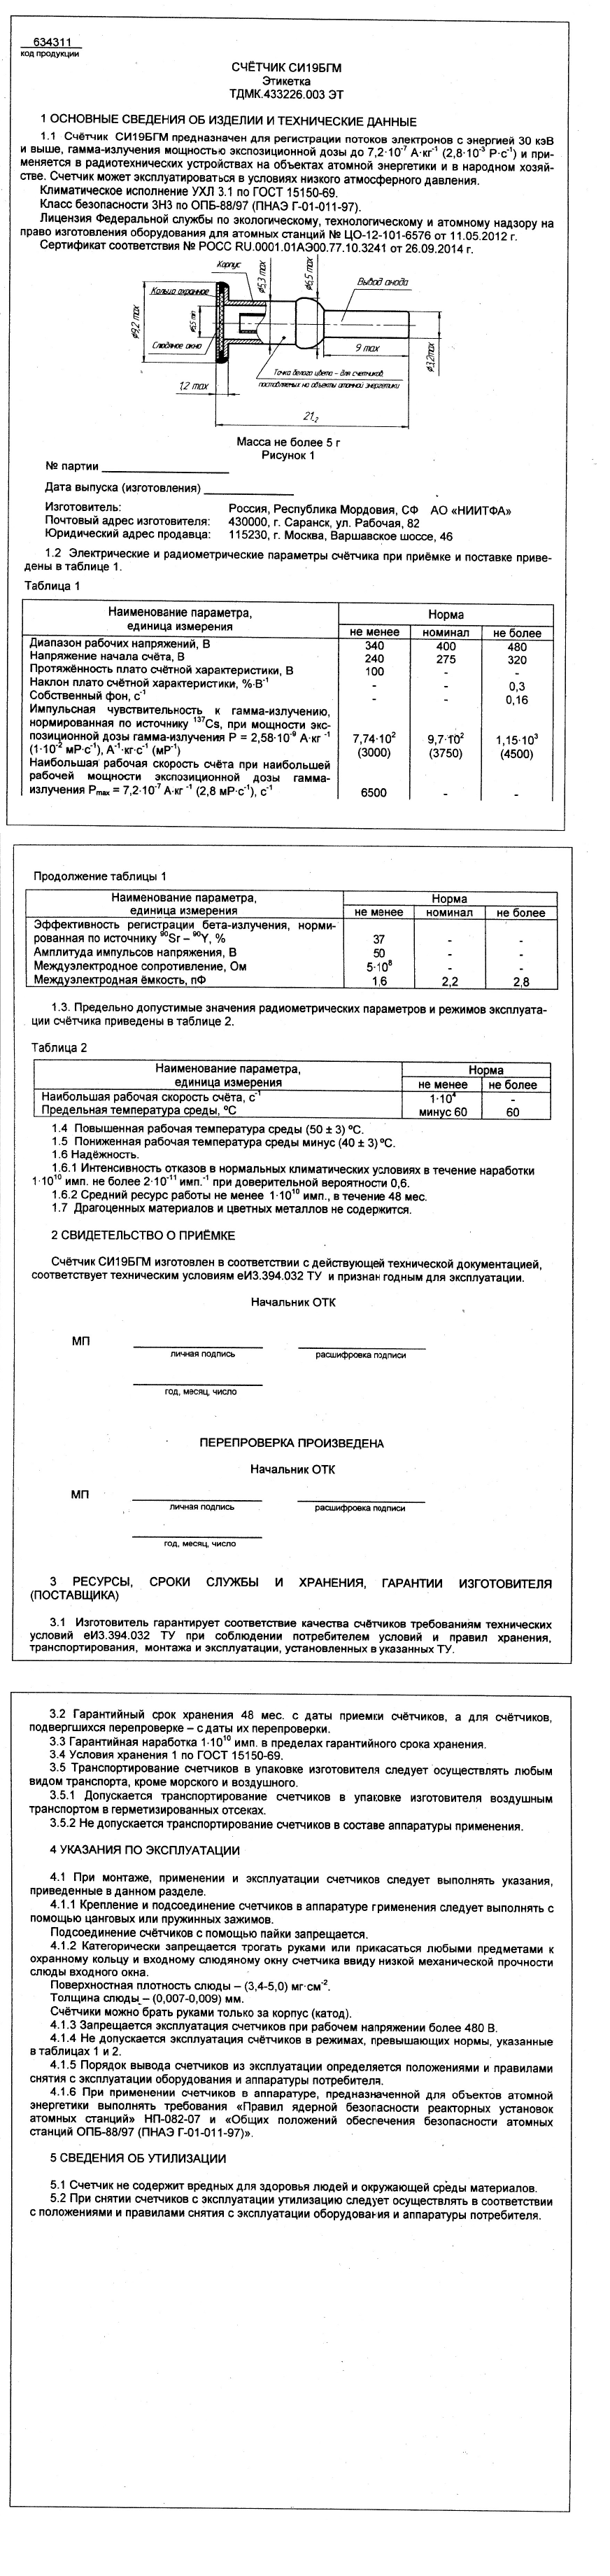 634311
код продукции
СЧЁТЧИК СИ19БГМ
Этикетка
ТДМК.433226.003 ЭТ
1 ОСНОВНЫЕ СВЕДЕНИЯ ОБ ИЗДЕЛИИ И ТЕХНИЧЕСКИЕ ДАННЫЕ
1.1 Счётчик СИ19БГМ предназначен для регистрации потоков электронов с энергией 30 кэВ
и выше, гамма-излучения мощностью экспозиционной дозы до 7,2·10⁻⁷ А·кг⁻¹ (2,8·10⁻³ Р·с⁻¹) и при-
меняется в радиотехнических устройствах на объектах атомной энергетики и в народном хозяй-
стве. Счетчик может эксплуатироваться в условиях низкого атмосферного давления.
Климатическое исполнение УХЛ 3.1 по ГОСТ 15150-69.
Класс безопасности 3Н3 по ОПБ-88/97 (ПНАЭ Г-01-011-97).
Лицензия Федеральной службы по экологическому, технологическому и атомному надзору на
право изготовления оборудования для атомных станций № ЦО-12-101-6576 от 11.05.2012 г.
Сертификат соответствия № РОСС RU.0001.01АЭ00.77.10.3241 от 26.09.2014 г.
Корпус
Ø5,3 max
Ø6,5 max
Кольцо охранное
Вывод анода
Ø9,2 max
Ø5,5 min
Слюдяное окно
9 max
Ø3,2max
1,2 max
Точка белого цвета - для счетчиков,
поставляемых на объекты атомной энергетики
21₋₂
Масса не более 5 г
Рисунок 1
№ партии
Дата выпуска (изготовления)
Изготовитель: Россия, Республика Мордовия, СФ АО «НИИТФА»
Почтовый адрес изготовителя: 430000, г. Саранск, ул. Рабочая, 82
Юридический адрес продавца: 115230, г. Москва, Варшавское шоссе, 46
1.2 Электрические и радиометрические параметры счётчика при приёмке и поставке приве-
дены в таблице 1.
Таблица 1
Наименование параметра, Норма
единица измерения не менее номинал не более
Диапазон рабочих напряжений, В 340 400 480
Напряжение начала счёта, В 240 275 320
Протяжённость плато счётной характеристики, В 100 - -
Наклон плато счётной характеристики, %·В⁻¹ - - 0,3
Собственный фон, с⁻¹ - - 0,16
Импульсная чувствительность к гамма-излучению,
нормированная по источнику ¹³⁷Cs, при мощности экс-
позиционной дозы гамма-излучения Р = 2,58·10⁻⁹ А·кг⁻¹ 7,74·10² 9,7·10² 1,15·10³
(1·10⁻² мР·с⁻¹), А⁻¹·кг·с⁻¹ (мР⁻¹) (3000) (3750) (4500)
Наибольшая рабочая скорость счёта при наибольшей
рабочей мощности экспозиционной дозы гамма-
излучения Рmax = 7,2·10⁻⁷ А·кг⁻¹ (2,8 мР·с⁻¹), с⁻¹ 6500 - -
Продолжение таблицы 1
Наименование параметра, Норма
единица измерения не менее номинал не более
Эффективность регистрации бета-излучения, норми-
рованная по источнику ⁹⁰Sr – ⁹⁰Y, % 37 - -
Амплитуда импульсов напряжения, В 50 - -
Междуэлектродное сопротивление, Ом 5·10⁸ - -
Междуэлектродная ёмкость, пФ 1,6 2,2 2,8
1.3. Предельно допустимые значения радиометрических параметров и режимов эксплуата-
ции счётчика приведены в таблице 2.
Таблица 2
Наименование параметра, Норма
единица измерения не менее не более
Наибольшая рабочая скорость счёта, с⁻¹ 1·10⁴ -
Предельная температура среды, °С минус 60 60
1.4 Повышенная рабочая температура среды (50 ± 3) °С.
1.5 Пониженная рабочая температура среды минус (40 ± 3) °С.
1.6 Надёжность.
1.6.1 Интенсивность отказов в нормальных климатических условиях в течение наработки
1·10¹⁰ имп. не более 2·10⁻¹¹ имп.⁻¹ при доверительной вероятности 0,6.
1.6.2 Средний ресурс работы не менее 1·10¹⁰ имп., в течение 48 мес.
1.7 Драгоценных материалов и цветных металлов не содержится.
2 СВИДЕТЕЛЬСТВО О ПРИЁМКЕ
Счётчик СИ19БГМ изготовлен в соответствии с действующей технической документацией,
соответствует техническим условиям еИ3.394.032 ТУ и признан годным для эксплуатации.
Начальник ОТК
МП
личная подпись расшифровка подписи
год, месяц, число
ПЕРЕПРОВЕРКА ПРОИЗВЕДЕНА
Начальник ОТК
МП
личная подпись расшифровка подписи
год, месяц, число
3 РЕСУРСЫ, СРОКИ СЛУЖБЫ И ХРАНЕНИЯ, ГАРАНТИИ ИЗГОТОВИТЕЛЯ
(ПОСТАВЩИКА)
3.1 Изготовитель гарантирует соответствие качества счётчиков требованиям технических
условий еИ3.394.032 ТУ при соблюдении потребителем условий и правил хранения,
транспортирования, монтажа и эксплуатации, установленных в указанных ТУ.
3.2 Гарантийный срок хранения 48 мес. с даты приемки счётчиков, а для счётчиков,
подвергшихся перепроверке – с даты их перепроверки.
3.3 Гарантийная наработка 1·10¹⁰ имп. в пределах гарантийного срока хранения.
3.4 Условия хранения 1 по ГОСТ 15150-69.
3.5 Транспортирование счетчиков в упаковке изготовителя следует осуществлять любым
видом транспорта, кроме морского и воздушного.
3.5.1 Допускается транспортирование счетчиков в упаковке изготовителя воздушным
транспортом в герметизированных отсеках.
3.5.2 Не допускается транспортирование счетчиков в составе аппаратуры применения.
4 УКАЗАНИЯ ПО ЭКСПЛУАТАЦИИ
4.1 При монтаже, применении и эксплуатации счетчиков следует выполнять указания,
приведенные в данном разделе.
4.1.1 Крепление и подсоединение счетчиков в аппаратуре применения следует выполнять с
помощью цанговых или пружинных зажимов.
Подсоединение счётчиков с помощью пайки запрещается.
4.1.2 Категорически запрещается трогать руками или прикасаться любыми предметами к
охранному кольцу и входному слюдяному окну счетчика ввиду низкой механической прочности
слюды входного окна.
Поверхностная плотность слюды – (3,4-5,0) мг·см⁻².
Толщина слюды – (0,007-0,009) мм.
Счётчики можно брать руками только за корпус (катод).
4.1.3 Запрещается эксплуатация счетчиков при рабочем напряжении более 480 В.
4.1.4 Не допускается эксплуатация счётчиков в режимах, превышающих нормы, указанные
в таблицах 1 и 2.
4.1.5 Порядок вывода счетчиков из эксплуатации определяется положениями и правилами
снятия с эксплуатации оборудования и аппаратуры потребителя.
4.1.6 При применении счетчиков в аппаратуре, предназначенной для объектов атомной
энергетики выполнять требования «Правил ядерной безопасности реакторных установок
атомных станций» НП-082-07 и «Общих положений обеспечения безопасности атомных
станций ОПБ-88/97 (ПНАЭ Г-01-011-97)».
5 СВЕДЕНИЯ ОБ УТИЛИЗАЦИИ
5.1 Счетчик не содержит вредных для здоровья людей и окружающей среды материалов.
5.2 При снятии счетчиков с эксплуатации утилизацию следует осуществлять в соответствии
с положениями и правилами снятия с эксплуатации оборудования и аппаратуры потребителя.